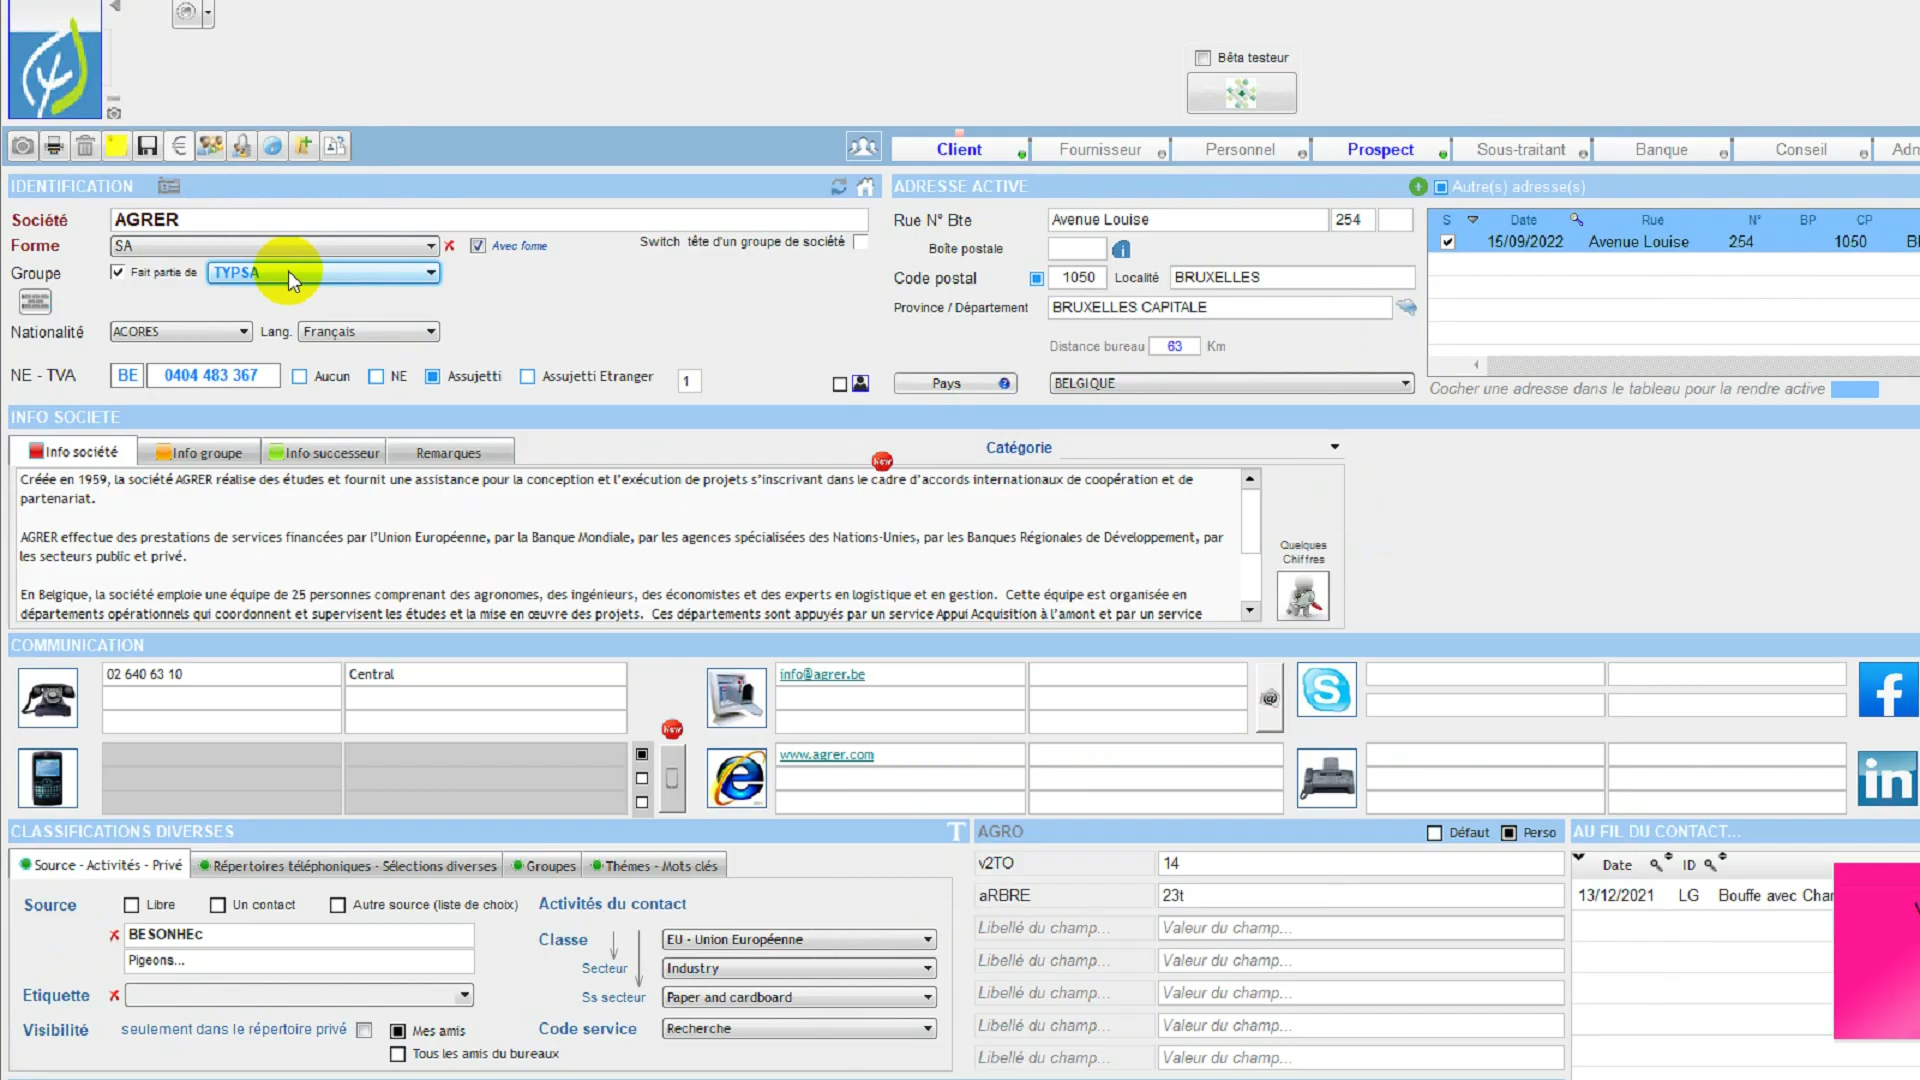 Bêta testeur
Client
Fournisseur
Personnel
Prospect
Sous-traitant
Banque
Conseil
IDENTIFICATION
Société AGRER
Forme SA Avec forme Switch tête d'un groupe de société
Groupe Fait partie de TYPSA
Nationalité ACORES Lang. Français
NE - TVA BE 0404 483 367 Aucun NE Assujetti Assujetti Etranger 1
ADRESSE ACTIVE
Rue N° Bte Avenue Louise 254
Boîte postale
Code postal 1050 Localité BRUXELLES
Province / Département BRUXELLES CAPITALE
Distance bureau 63 Km
Pays BELGIQUE
Autre(s) adresse(s)
S Date Rue N° BP CP
15/09/2022 Avenue Louise 254 1050
Cocher une adresse dans le tableau pour la rendre active
INFO SOCIETE
Info société Info groupe Info successeur Remarques
New
Catégorie
Créée en 1959, la société AGRER réalise des études et fournit une assistance pour la conception et l'exécution de projets s'inscrivant dans le cadre d'accords internationaux de coopération et de
partenariat.
AGRER effectue des prestations de services financées par l'Union Européenne, par la Banque Mondiale, par les agences spécialisées des Nations-Unies, par les Banques Régionales de Développement, par
les secteurs public et privé.
En Belgique, la société emploie une équipe de 25 personnes comprenant des agronomes, des ingénieurs, des économistes et des experts en logistique et en gestion. Cette équipe est organisée en
départements opérationnels qui coordonnent et supervisent les études et la mise en œuvre des projets. Ces départements sont appuyés par un service Appui Acquisition à l'amont et par un service
Quelques
Chiffres
COMMUNICATION
02 640 63 10 Central
info@agrer.be
New
www.agrer.com
CLASSIFICATIONS DIVERSES T
Source - Activités - Privé Répertoires téléphoniques - Sélections diverses Groupes Thèmes - Mots clés
Source Libre Un contact Autre source (liste de choix)
BESONHEc
Pigeons...
Etiquette
Visibilité seulement dans le répertoire privé Mes amis
Tous les amis du bureaux
Activités du contact
Classe EU - Union Européenne
Secteur Industry
Ss secteur Paper and cardboard
Code service Recherche
AGRO Défaut Perso
v2TO 14
aRBRE 23t
Libellé du champ... Valeur du champ...
Libellé du champ... Valeur du champ...
Libellé du champ... Valeur du champ...
Libellé du champ... Valeur du champ...
Libellé du champ... Valeur du champ...
AU FIL DU CONTACT...
Date ID
13/12/2021 LG Bouffe avec